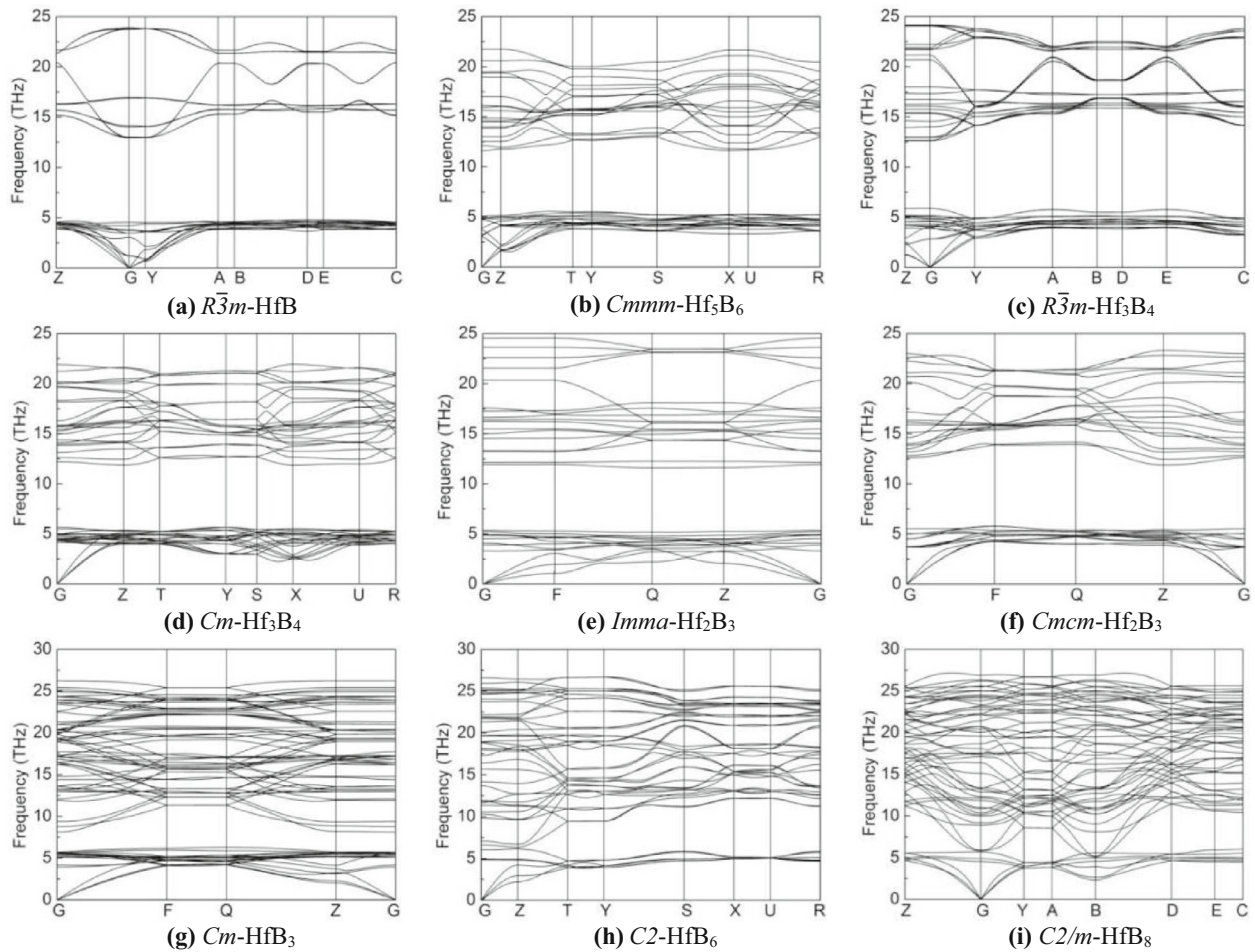 25
20
15
10
5
0
Frequency (THz)
Z G Y A B D E C
(a) R3̅m-HfB
25
20
15
10
5
0
Frequency (THz)
G Z T Y S X U R
(b) Cmmm-Hf₅B₆
25
20
15
10
5
0
Frequency (THz)
Z G Y A B D E C
(c) R3̅m-Hf₃B₄
25
20
15
10
5
0
Frequency (THz)
G Z T Y S X U R
(d) Cm-Hf₃B₄
25
20
15
10
5
0
Frequency (THz)
G F Q Z G
(e) Imma-Hf₂B₃
25
20
15
10
5
0
Frequency (THz)
G F Q Z G
(f) Cmcm-Hf₂B₃
30
25
20
15
10
5
0
Frequency (THz)
G F Q Z G
(g) Cm-HfB₃
30
25
20
15
10
5
0
Frequency (THz)
G Z T Y S X U R
(h) C2-HfB₆
30
25
20
15
10
5
0
Frequency (THz)
Z G Y A B D E C
(i) C2/m-HfB₈